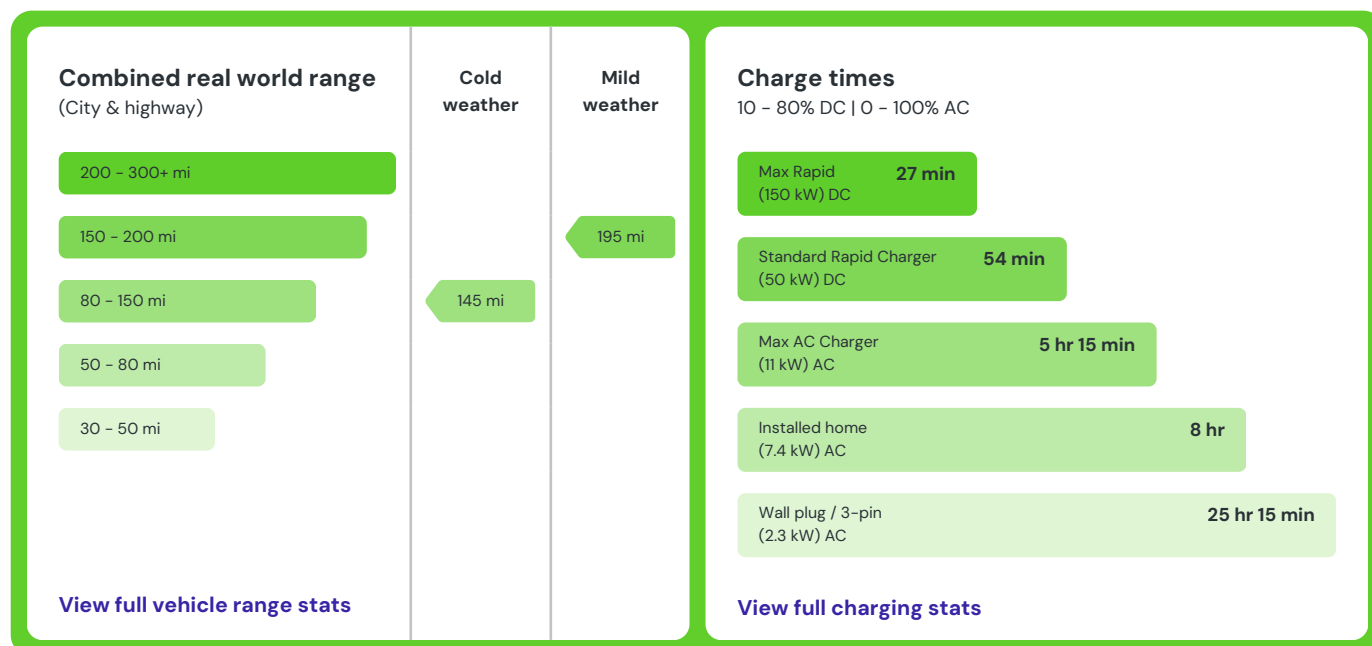 Combined real world range
(City & highway)
Cold
weather
Mild
weather
200 - 300+ mi
150 - 200 mi
195 mi
80 - 150 mi
145 mi
50 - 80 mi
30 - 50 mi
View full vehicle range stats
Charge times
10 - 80% DC | 0 - 100% AC
Max Rapid
(150 kW) DC
27 min
Standard Rapid Charger
(50 kW) DC
54 min
Max AC Charger
(11 kW) AC
5 hr 15 min
Installed home
(7.4 kW) AC
8 hr
Wall plug / 3-pin
(2.3 kW) AC
25 hr 15 min
View full charging stats